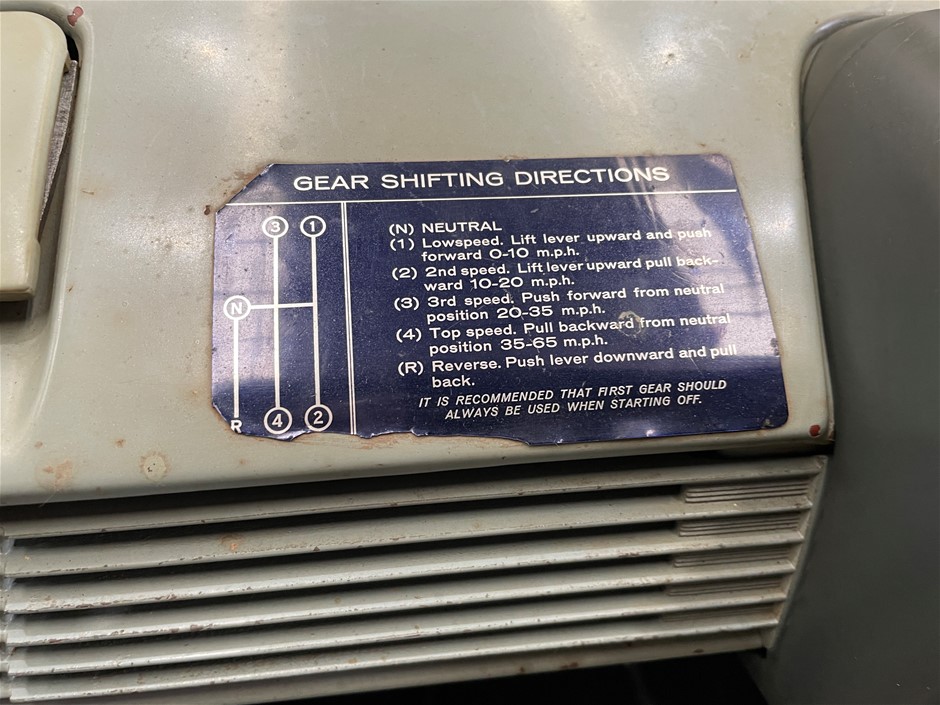 GEAR SHIFTING DIRECTIONS
3 1
N
R 4 2
(N) NEUTRAL
(1) Lowspeed. Lift lever upward and push
forward 0-10 m.p.h.
(2) 2nd speed. Lift lever upward pull back-
ward 10-20 m.p.h.
(3) 3rd speed. Push forward from neutral
position 20-35 m.p.h.
(4) Top speed. Pull backward from neutral
position 35-65 m.p.h.
(R) Reverse. Push lever downward and pull
back.
IT IS RECOMMENDED THAT FIRST GEAR SHOULD
ALWAYS BE USED WHEN STARTING OFF.